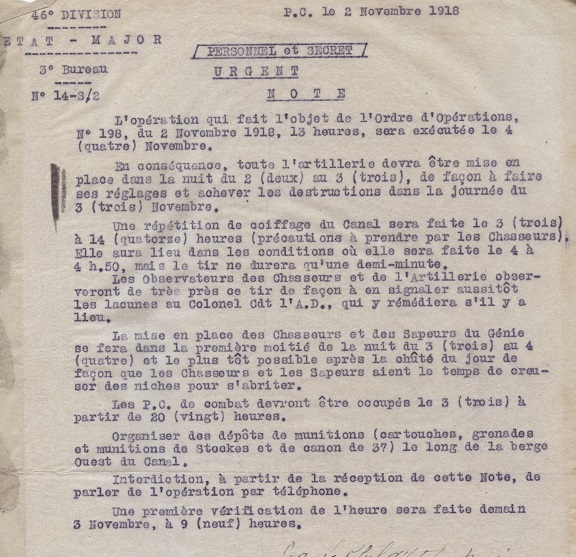 46° DIVISION
P.C. le 2 Novembre 1918
ETAT - MAJOR
PERSONNEL et SECRET
3° Bureau
URGENT
N° 14-S/2
NOTE
L'opération qui fait l'objet de l'Ordre d'Opérations,
N° 198, du 2 Novembre 1918, 13 heures, sera exécutée le 4
(quatre) Novembre.
En conséquence, toute l'artillerie devra être mise en
place dans la nuit du 2 (deux) au 3 (trois), de façon à faire
ses réglages et achever les destructions dans la journée du
3 (trois) Novembre.
Une répétition de coiffage du Canal sera faite le 3 (trois)
à 14 (quatorze) heures (précautions à prendre par les Chasseurs).
Elle aura lieu dans les conditions où elle sera faite le 4 à
4 h.50, mais le tir ne durera qu'une demi-minute.
Les Observateurs des Chasseurs et de l'Artillerie obser-
veront de très près ce tir de façon à en signaler aussitôt
les lacunes au Colonel Cdt l'A.D., qui y rémédiera s'il y a
lieu.
La mise en place des Chasseurs et des Sapeurs du Génie
se fera dans la première moitié de la nuit du 3 (trois) au 4
(quatre) et le plus tôt possible après la chûte du jour de
façon que les Chasseurs et les Sapeurs aient le temps de creu-
ser des niches pour s'abriter.
Les P.C. de combat devront être occupés le 3 (trois) à
partir de 20 (vingt) heures.
Organiser des dépôts de munitions (cartouches, grenades
et munitions de Stockes et de canon de 37) le long de la berge
Ouest du Canal.
Interdiction, à partir de la réception de cette Note, de
parler de l'opération par téléphone.
Une première vérification de l'heure sera faite demain
3 Novembre, à 9 (neuf) heures.